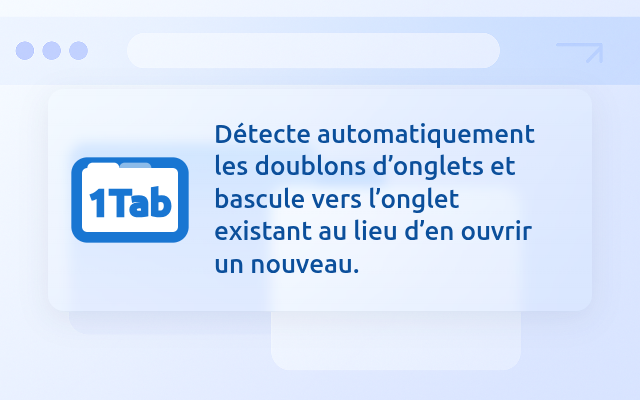 1Tab
Détecte automatiquement
les doublons d’onglets et
bascule vers l’onglet
existant au lieu d’en ouvrir
un nouveau.